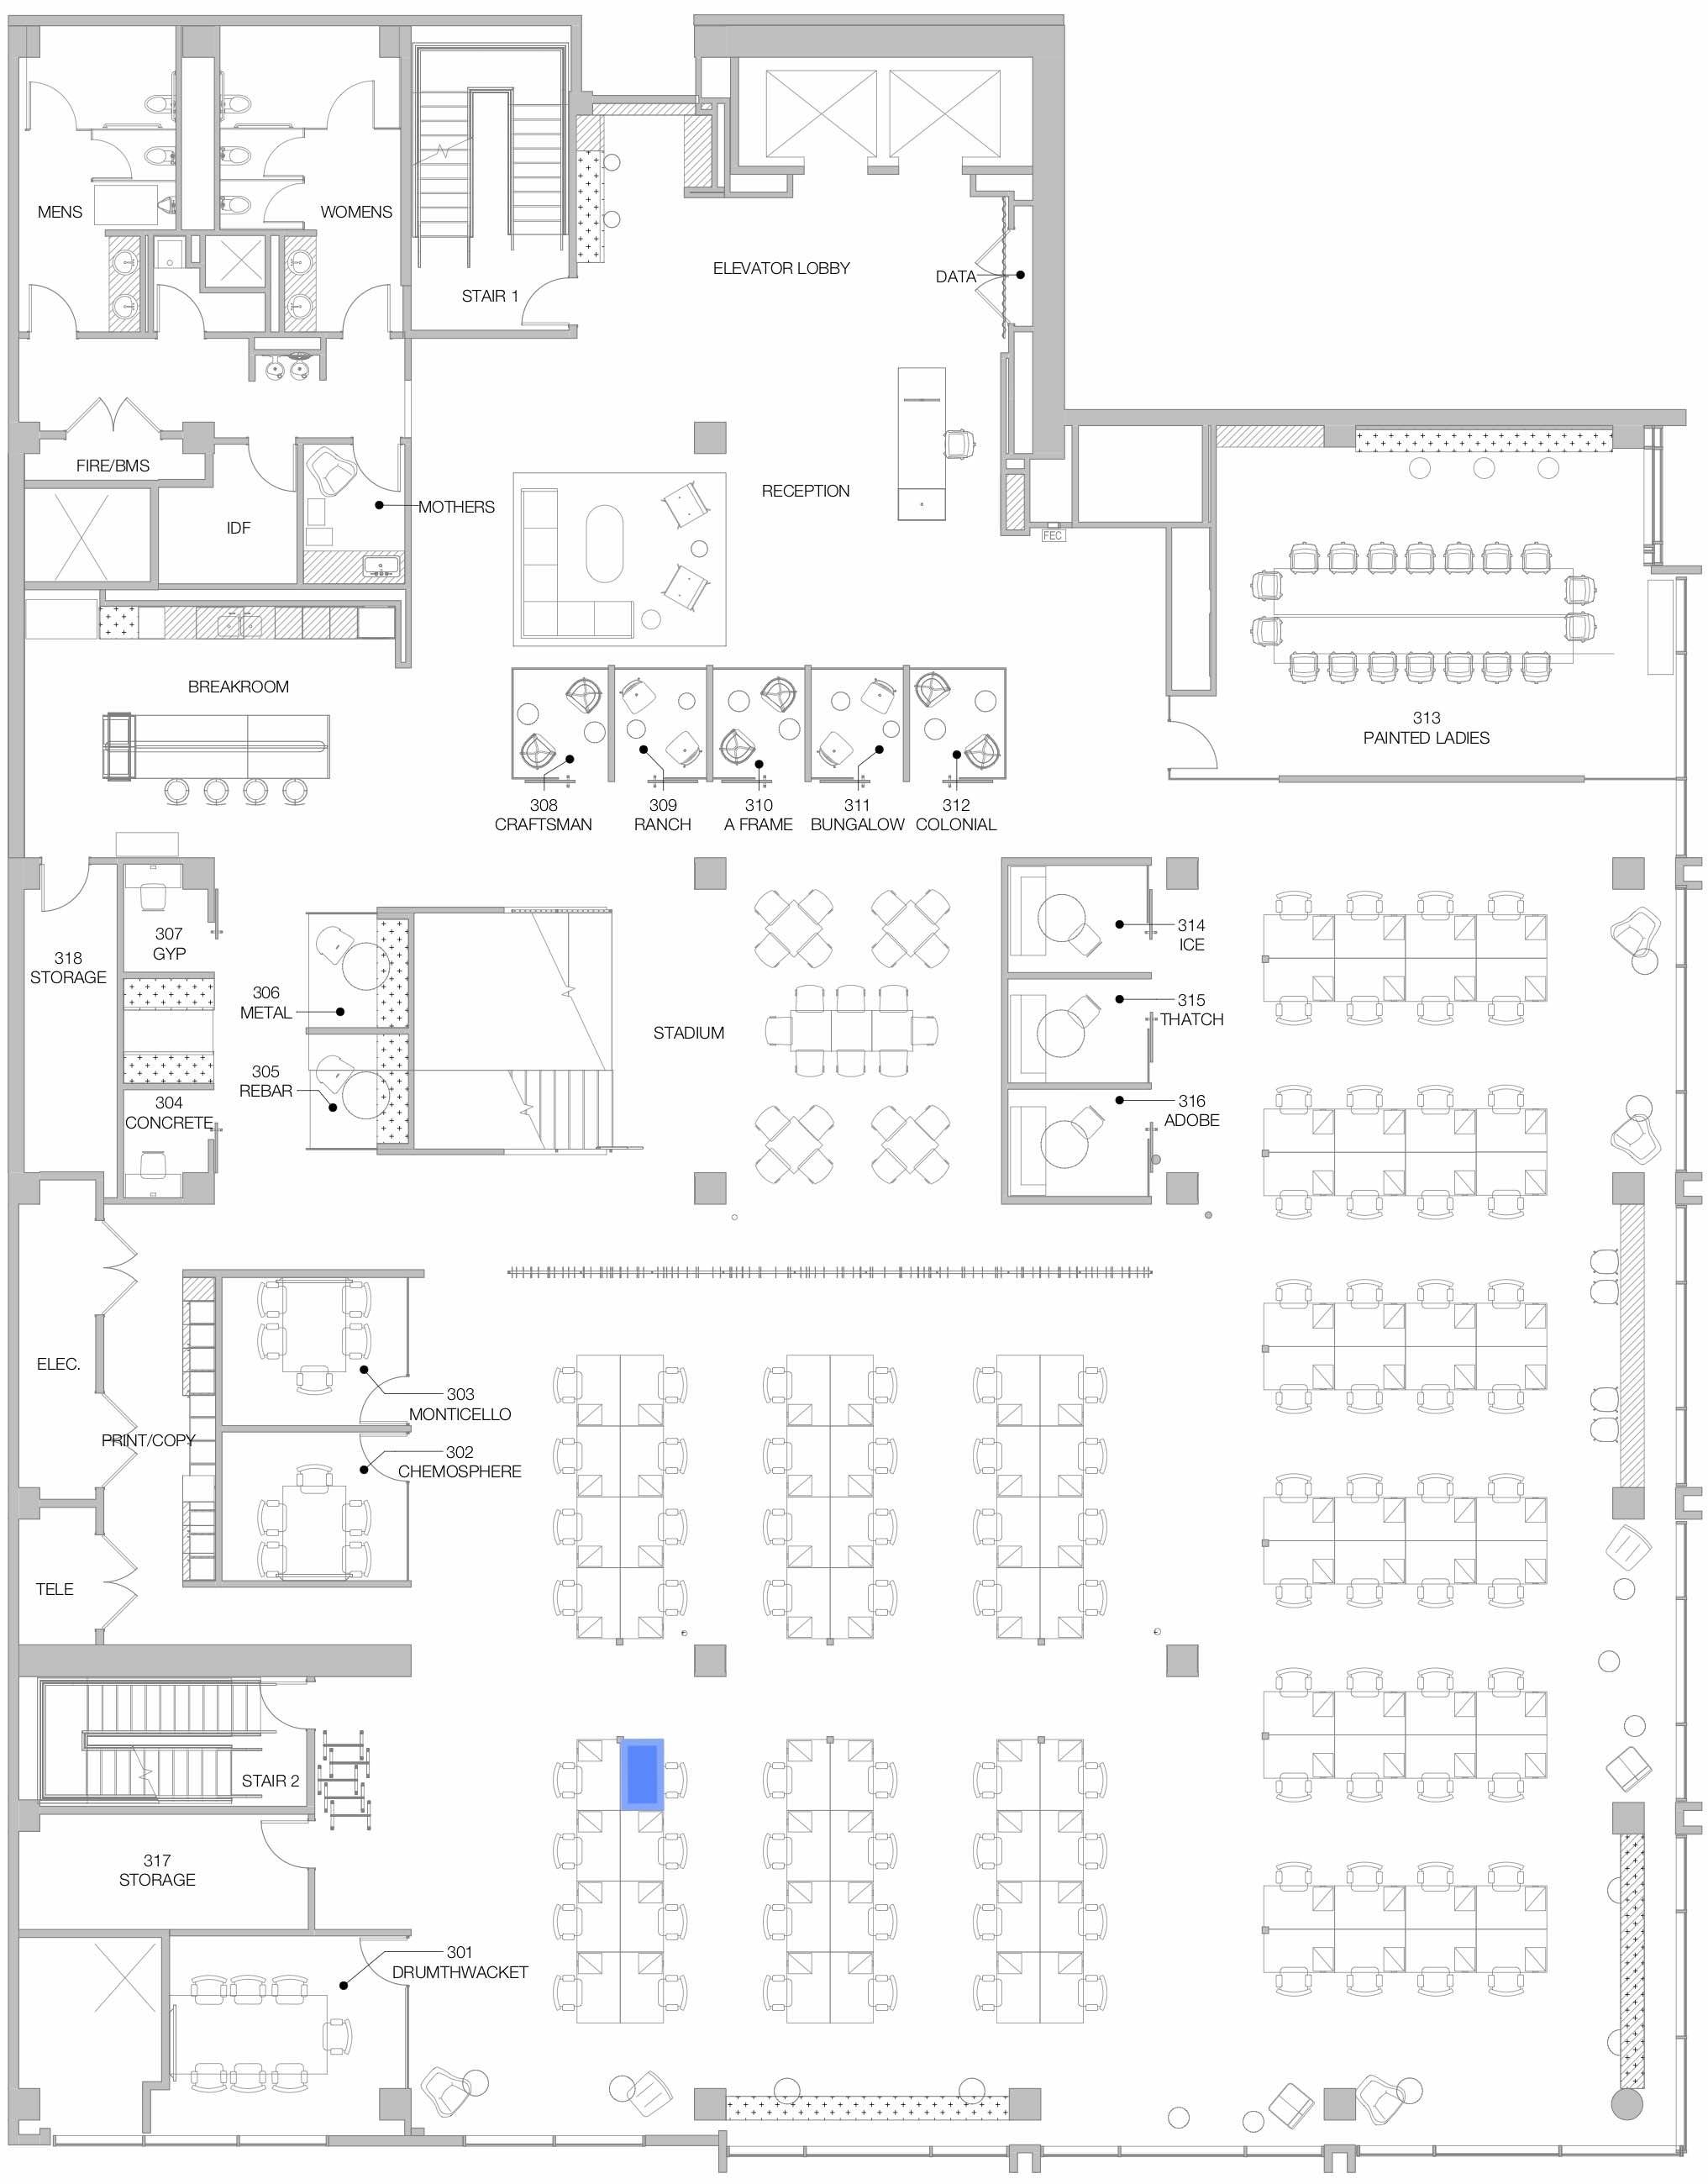 MENS
WOMENS
STAIR 1
ELEVATOR LOBBY
DATA
FIRE/BMS
MOTHERS
IDF
RECEPTION
FEC
BREAKROOM
313
PAINTED LADIES
308
CRAFTSMAN
309
RANCH
310
A FRAME
311
BUNGALOW
312
COLONIAL
307
GYP
318
STORAGE
306
METAL
STADIUM
305
REBAR
304
CONCRETE
314
ICE
315
THATCH
316
ADOBE
ELEC.
303
MONTICELLO
PRINT/COPY
302
CHEMOSPHERE
TELE
STAIR 2
317
STORAGE
301
DRUMTHWACKET